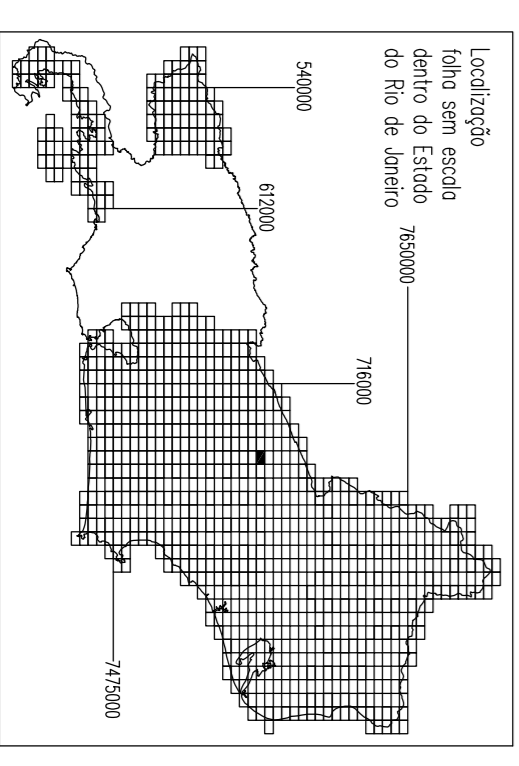 Localização
folha sem escala
dentro do Estado
do Rio de Janeiro
540000
612000
7650000
716000
7475000